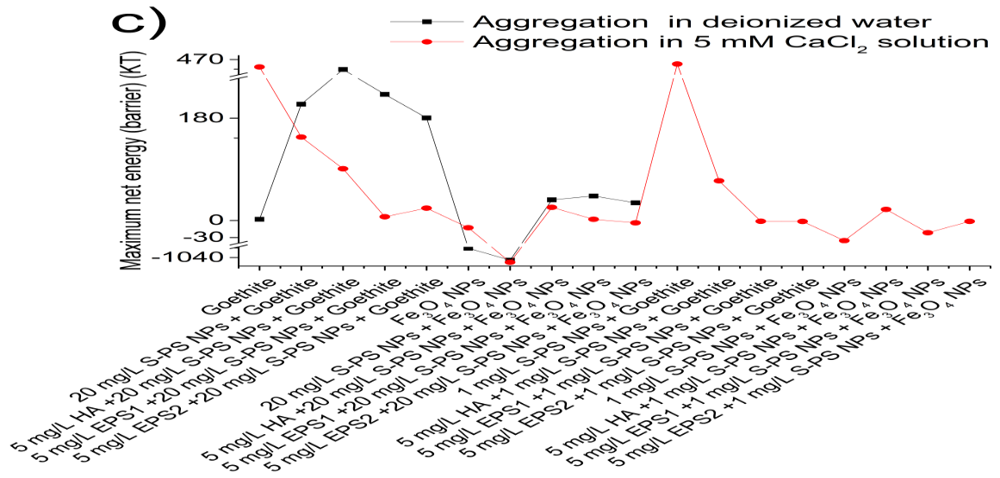 c)
Aggregation in deionized water
Aggregation in 5 mM CaCl₂ solution
Maximum net energy (barrier) (KT)
470
180
0
-30
-1040
Goethite
20 mg/L S-PS NPs + Goethite
5 mg/L HA +20 mg/L S-PS NPs + Goethite
5 mg/L EPS1 +20 mg/L S-PS NPs + Goethite
5 mg/L EPS2 +20 mg/L S-PS NPs + Goethite
Fe₃O₄ NPs
20 mg/L S-PS NPs + Fe₃O₄ NPs
5 mg/L HA +20 mg/L S-PS NPs + Fe₃O₄ NPs
5 mg/L EPS1 +20 mg/L S-PS NPs + Fe₃O₄ NPs
5 mg/L EPS2 +20 mg/L S-PS NPs + Fe₃O₄ NPs
1 mg/L S-PS NPs + Goethite
5 mg/L HA +1 mg/L S-PS NPs + Goethite
5 mg/L EPS1 +1 mg/L S-PS NPs + Goethite
5 mg/L EPS2 +1 mg/L S-PS NPs + Goethite
1 mg/L S-PS NPs + Fe₃O₄ NPs
5 mg/L HA +1 mg/L S-PS NPs + Fe₃O₄ NPs
5 mg/L EPS1 +1 mg/L S-PS NPs + Fe₃O₄ NPs
5 mg/L EPS2 +1 mg/L S-PS NPs + Fe₃O₄ NPs